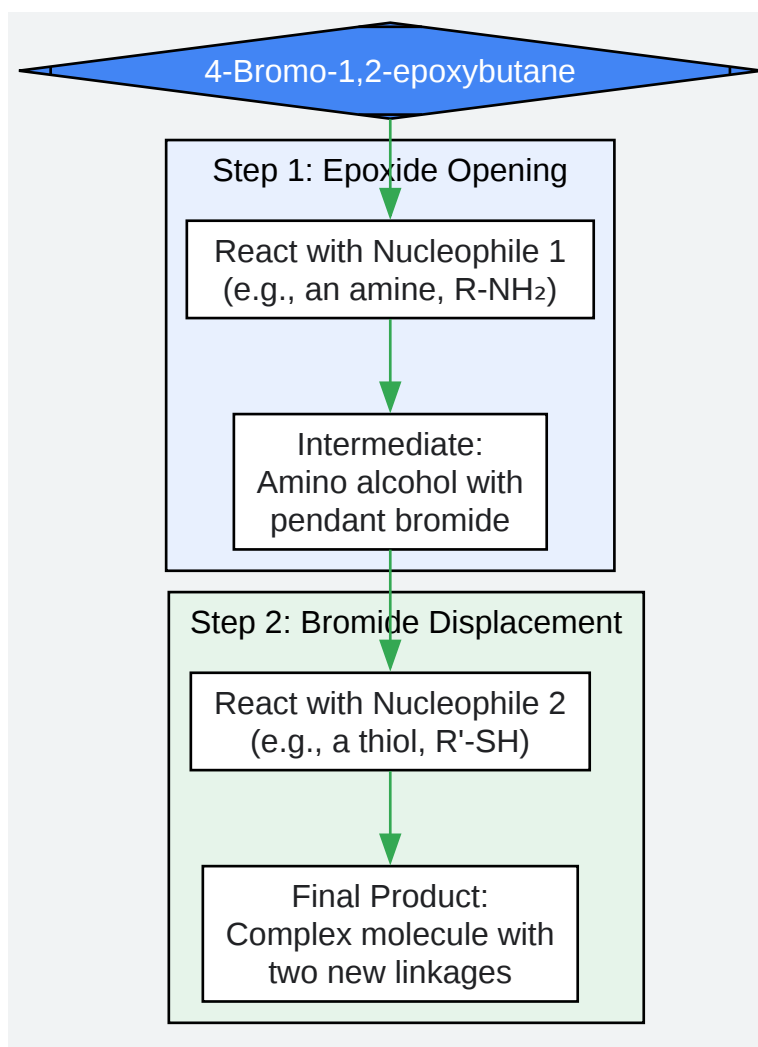 4-Bromo-1,2-epoxybutane
Step 1: Epoxide Opening
React with Nucleophile 1
(e.g., an amine, R-NH₂)
Intermediate:
Amino alcohol with
pendant bromide
Step 2: Bromide Displacement
React with Nucleophile 2
(e.g., a thiol, R'-SH)
Final Product:
Complex molecule with
two new linkages